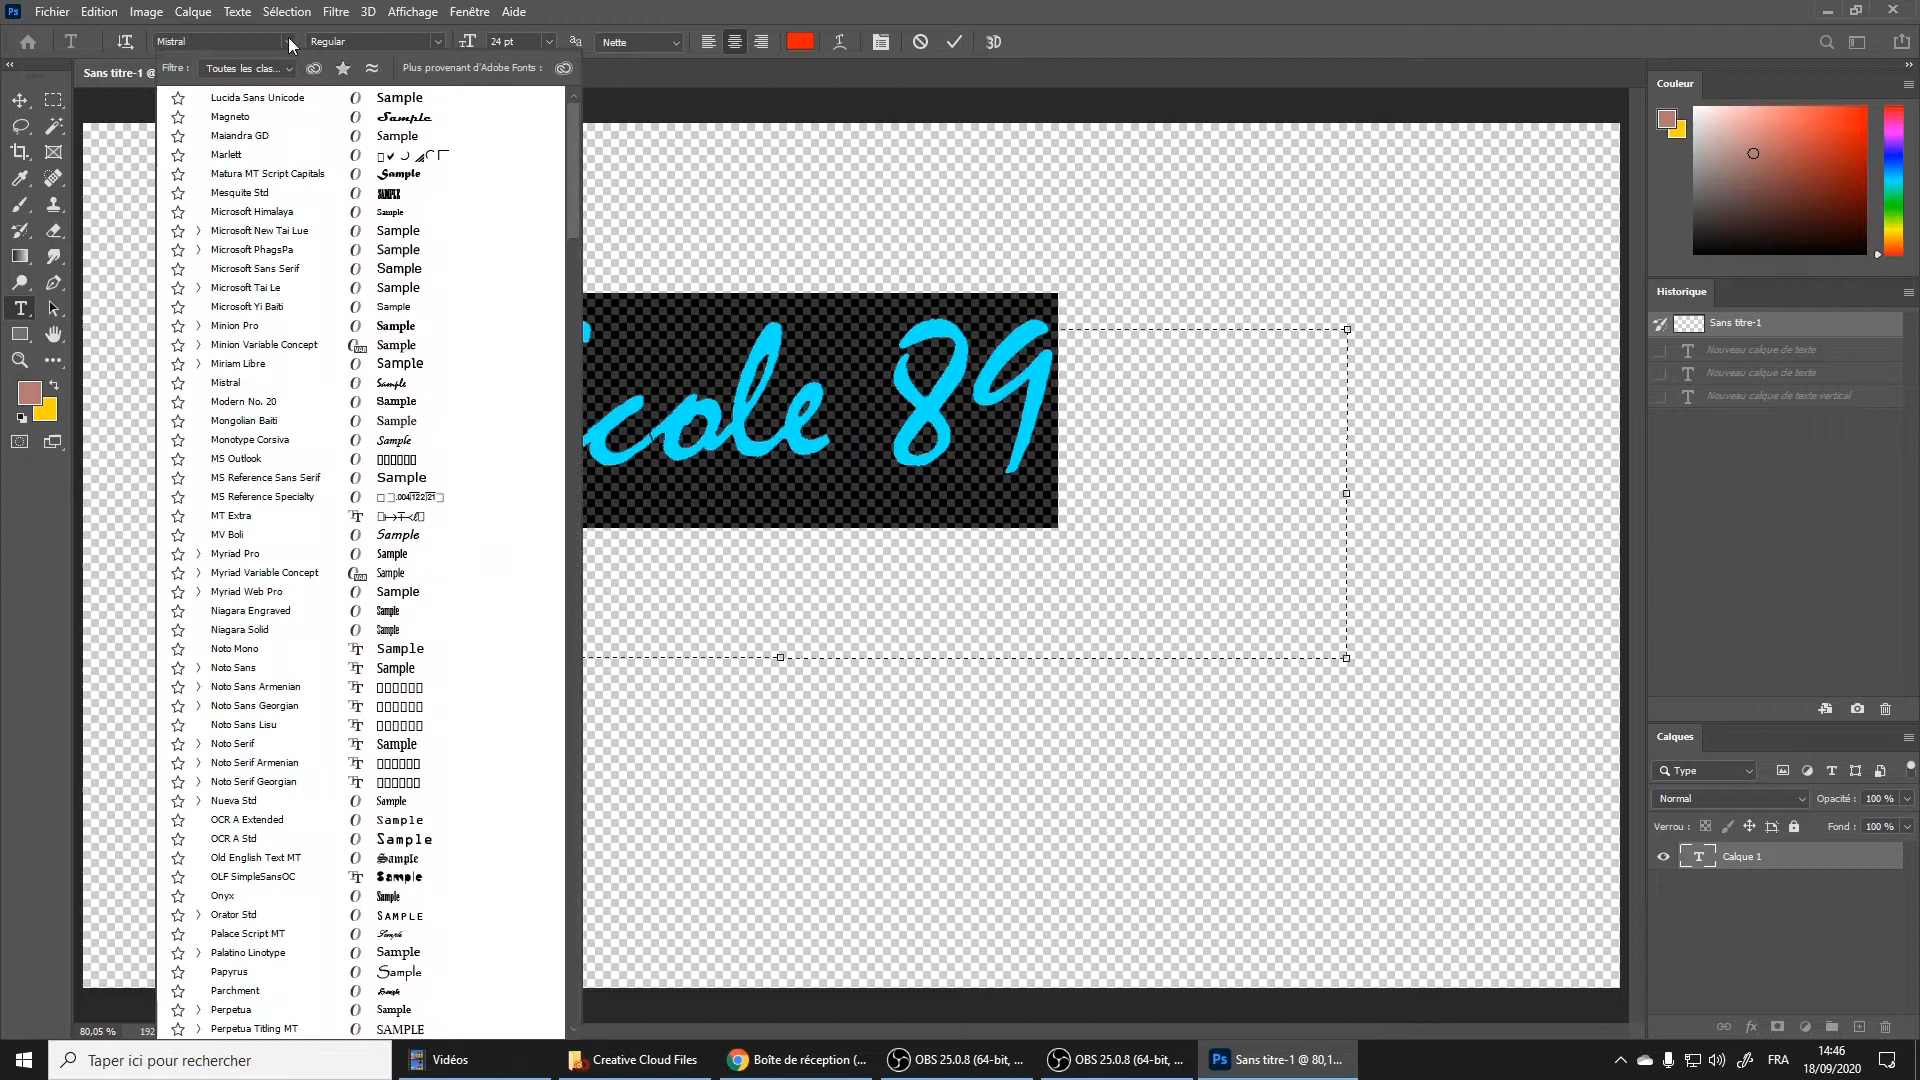 Ps Fichier Edition Image Calque Texte Sélection Filtre 3D Affichage Fenêtre Aide
Mistral Regular 24 pt Nette 3D
Filtre : Toutes les clas... Plus provenant d'Adobe Fonts :
Sans titre-1 @
Lucida Sans Unicode Sample
Magneto Sample
Maiandra GD Sample
Marlett
Matura MT Script Capitals Sample
Mesquite Std SAMPLE
Microsoft Himalaya Sample
Microsoft New Tai Lue Sample
Microsoft PhagsPa Sample
Microsoft Sans Serif Sample
Microsoft Tai Le Sample
Microsoft Yi Baiti Sample
Minion Pro Sample
Minion Variable Concept Sample
Miriam Libre Sample
Mistral Sample
Modern No. 20 Sample
Mongolian Baiti Sample
Monotype Corsiva Sample
MS Outlook
MS Reference Sans Serif Sample
MS Reference Specialty
MT Extra
MV Boli Sample
Myriad Pro Sample
Myriad Variable Concept Sample
Myriad Web Pro Sample
Niagara Engraved Sample
Niagara Solid Sample
Noto Mono Sample
Noto Sans Sample
Noto Sans Armenian
Noto Sans Georgian
Noto Sans Lisu
Noto Serif Sample
Noto Serif Armenian
Noto Serif Georgian
Nueva Std Sample
OCR A Extended Sample
OCR A Std Sample
Old English Text MT Sample
OLF SimpleSansOC Sample
Onyx Sample
Orator Std SAMPLE
Palace Script MT Sample
Palatino Linotype Sample
Papyrus Sample
Parchment Sample
Perpetua Sample
Perpetua Titling MT SAMPLE
icole 89
Couleur
Historique
Sans titre-1
Nouveau calque de texte
Nouveau calque de texte
Nouveau calque de texte vertical
Calques
Type
Normal Opacité : 100 %
Verrou : Fond : 100 %
T Calque 1
80,05 % 192
Taper ici pour rechercher
Vidéos
Creative Cloud Files
Boîte de réception (...
OBS 25.0.8 (64-bit, ...
OBS 25.0.8 (64-bit, ...
Ps Sans titre-1 @ 80,1...
FRA
14:46
18/09/2020